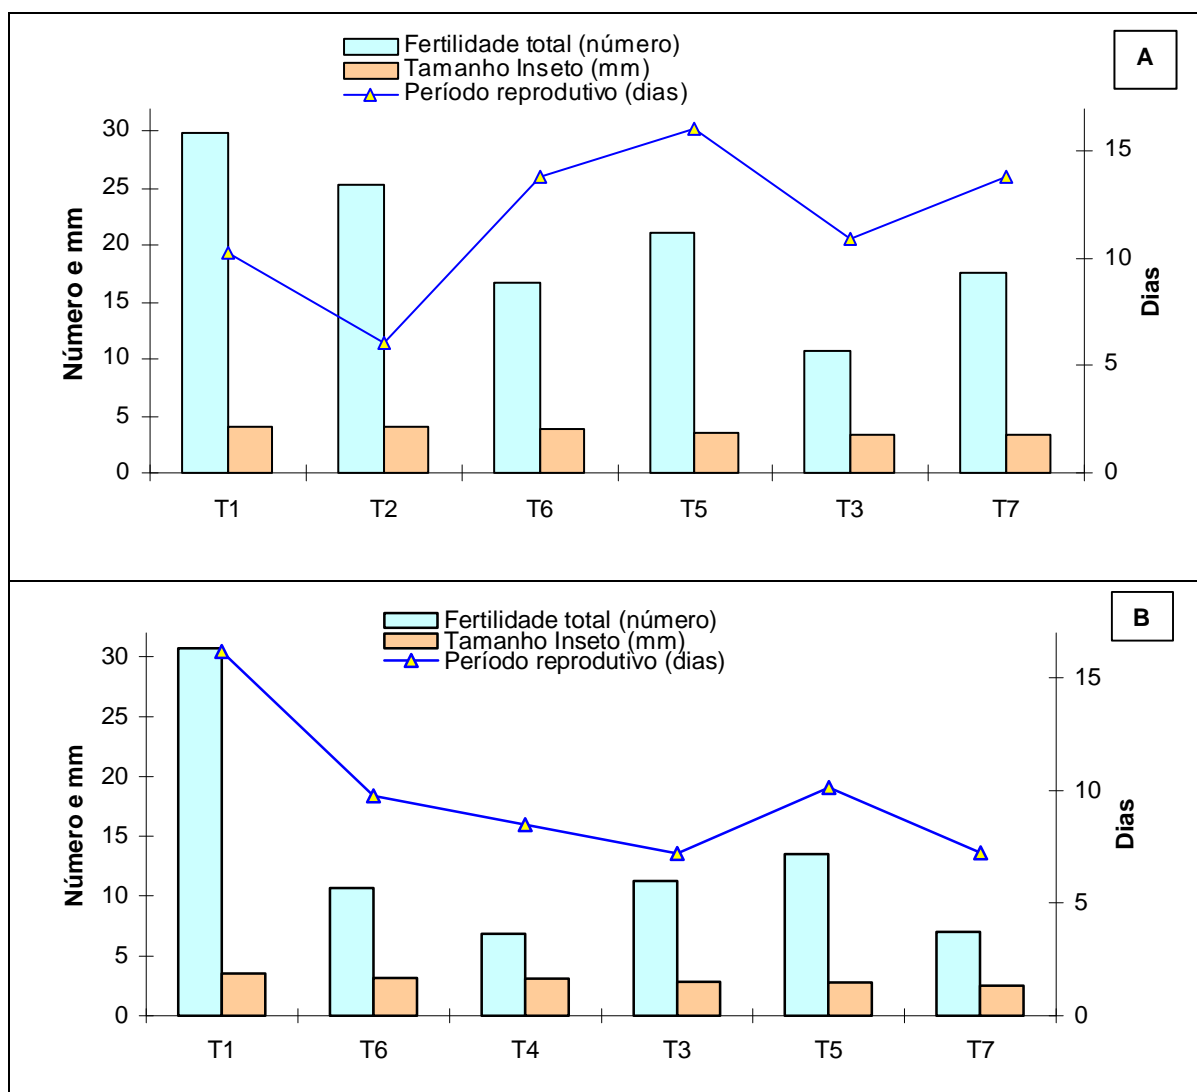 Fertilidade total (número)
Tamanho Inseto (mm)
Período reprodutivo (dias)
A
30
25
20
15
10
5
0
Número e mm
15
10
5
0
Dias
T1 T2 T6 T5 T3 T7
Fertilidade total (número)
Tamanho Inseto (mm)
Período reprodutivo (dias)
B
30
25
20
15
10
5
0
Número e mm
15
10
5
0
Dias
T1 T6 T4 T3 T5 T7